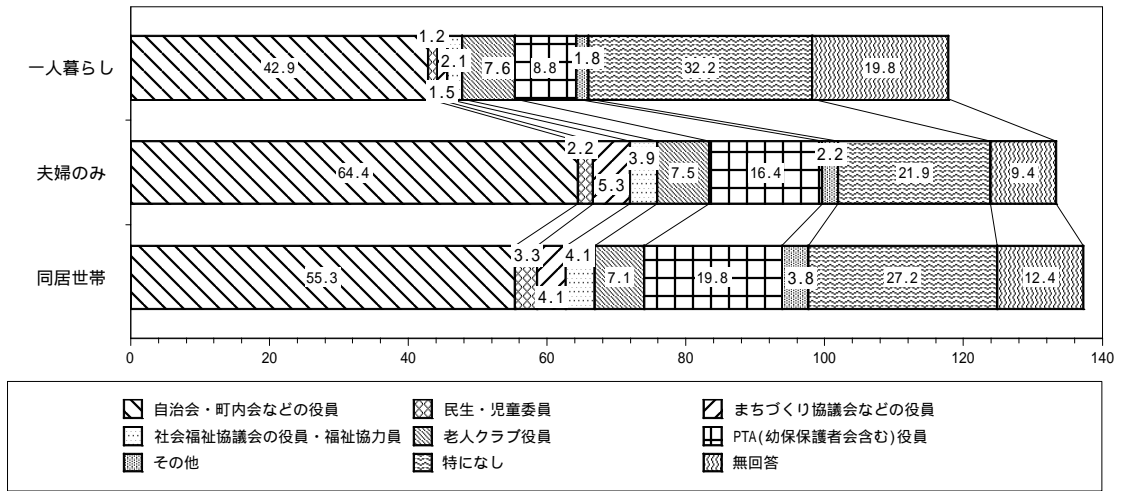 1.2
一人暮らし 42.9 2.1 7.6 8.8 1.8 32.2 19.8
1.5
2.2 3.9 2.2
夫婦のみ 64.4 5.3 7.5 16.4 21.9 9.4
3.3 4.1
同居世帯 55.3 4.1 7.1 19.8 3.8 27.2 12.4
0 20 40 60 80 100 120 140
自治会・町内会などの役員 民生・児童委員 まちづくり協議会などの役員
社会福祉協議会の役員・福祉協力員 老人クラブ役員 PTA(幼保保護者会含む)役員
その他 特になし 無回答